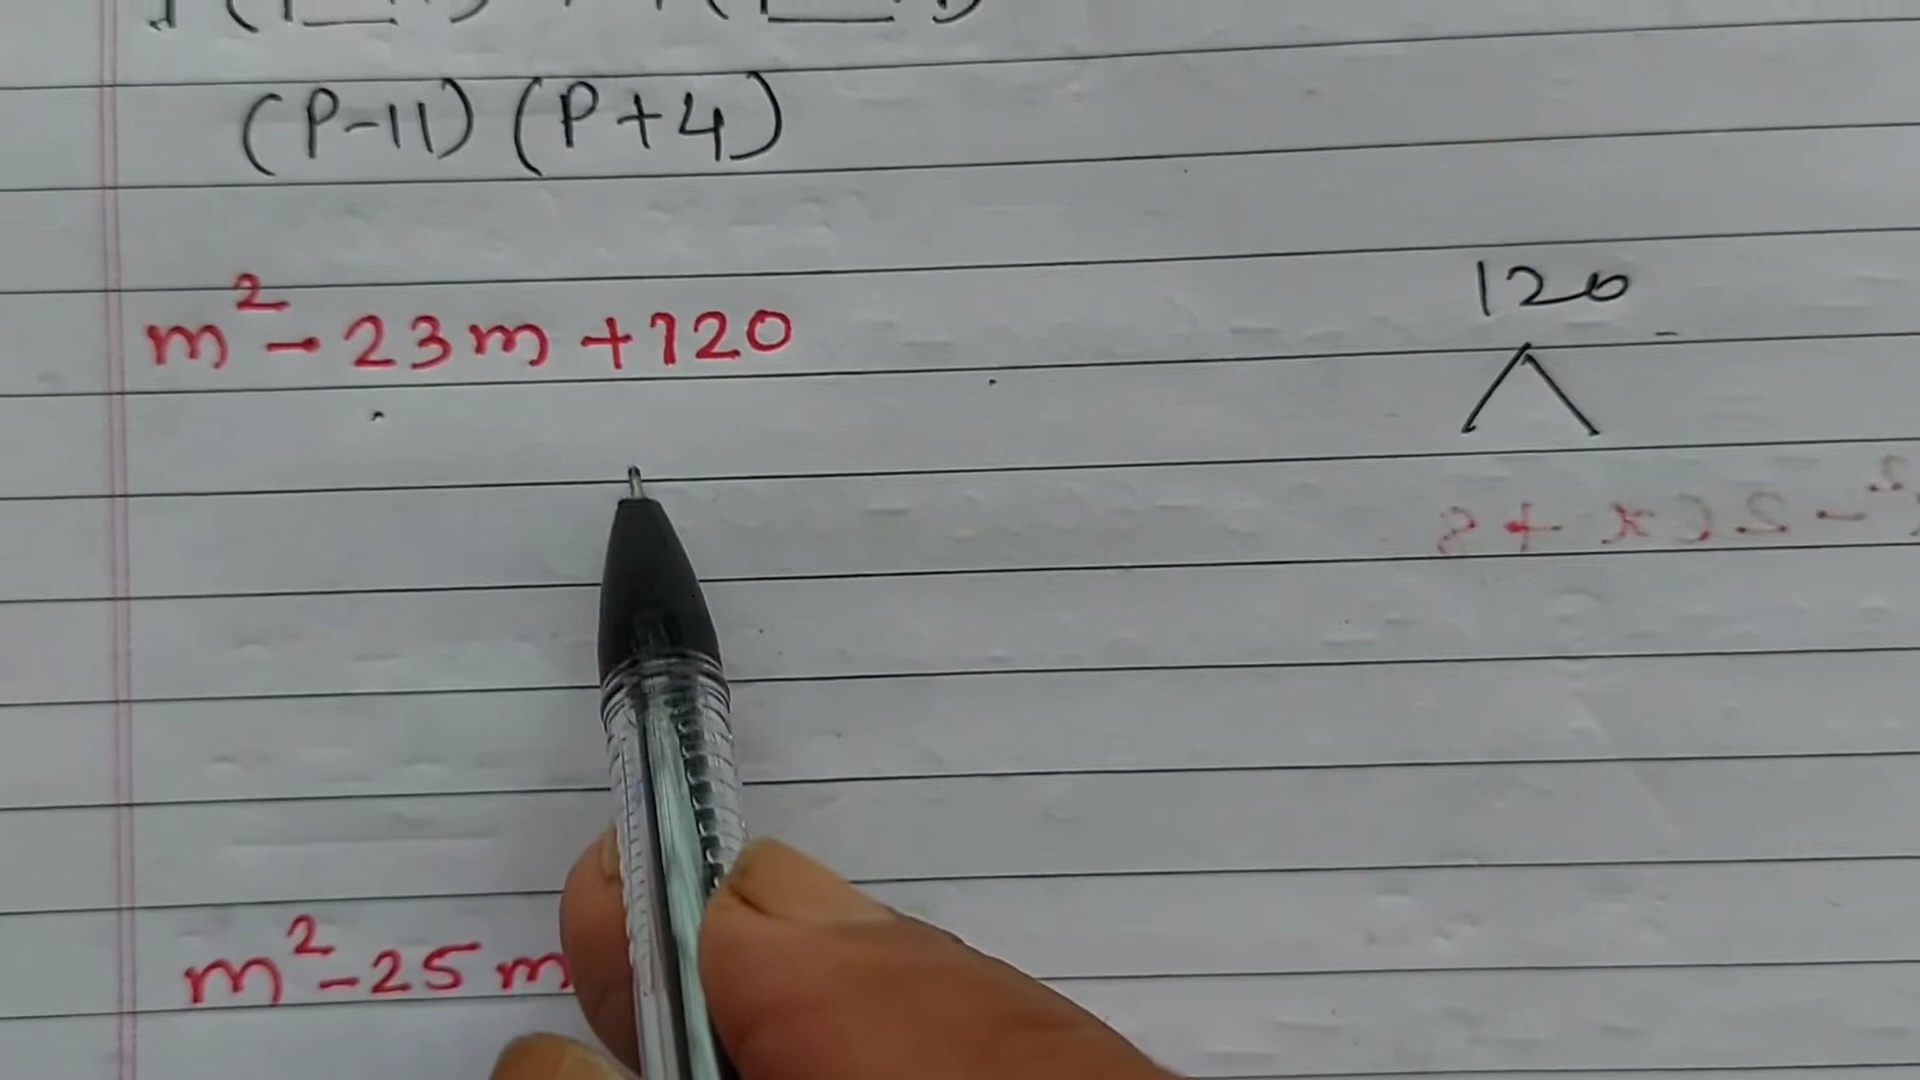 (P-11) (P+4)
m² - 23m + 120
120
m² - 25m